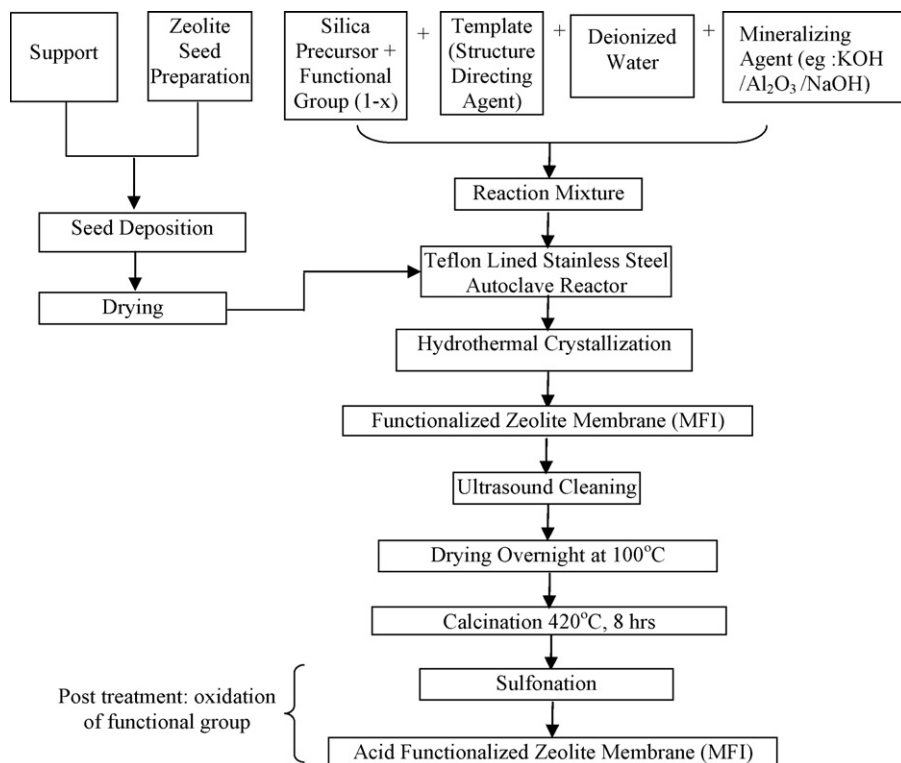 Support
Zeolite
Seed
Preparation
Silica
Precursor +
Functional
Group (1-x)
+
Template
(Structure
Directing
Agent)
+
Deionized
Water
+
Mineralizing
Agent (eg :KOH
/Al₂O₃ /NaOH)
Reaction Mixture
Seed Deposition
Teflon Lined Stainless Steel
Autoclave Reactor
Drying
Hydrothermal Crystallization
Functionalized Zeolite Membrane (MFI)
Ultrasound Cleaning
Drying Overnight at 100°C
Calcination 420°C, 8 hrs
Sulfonation
Post treatment: oxidation
of functional group
Acid Functionalized Zeolite Membrane (MFI)